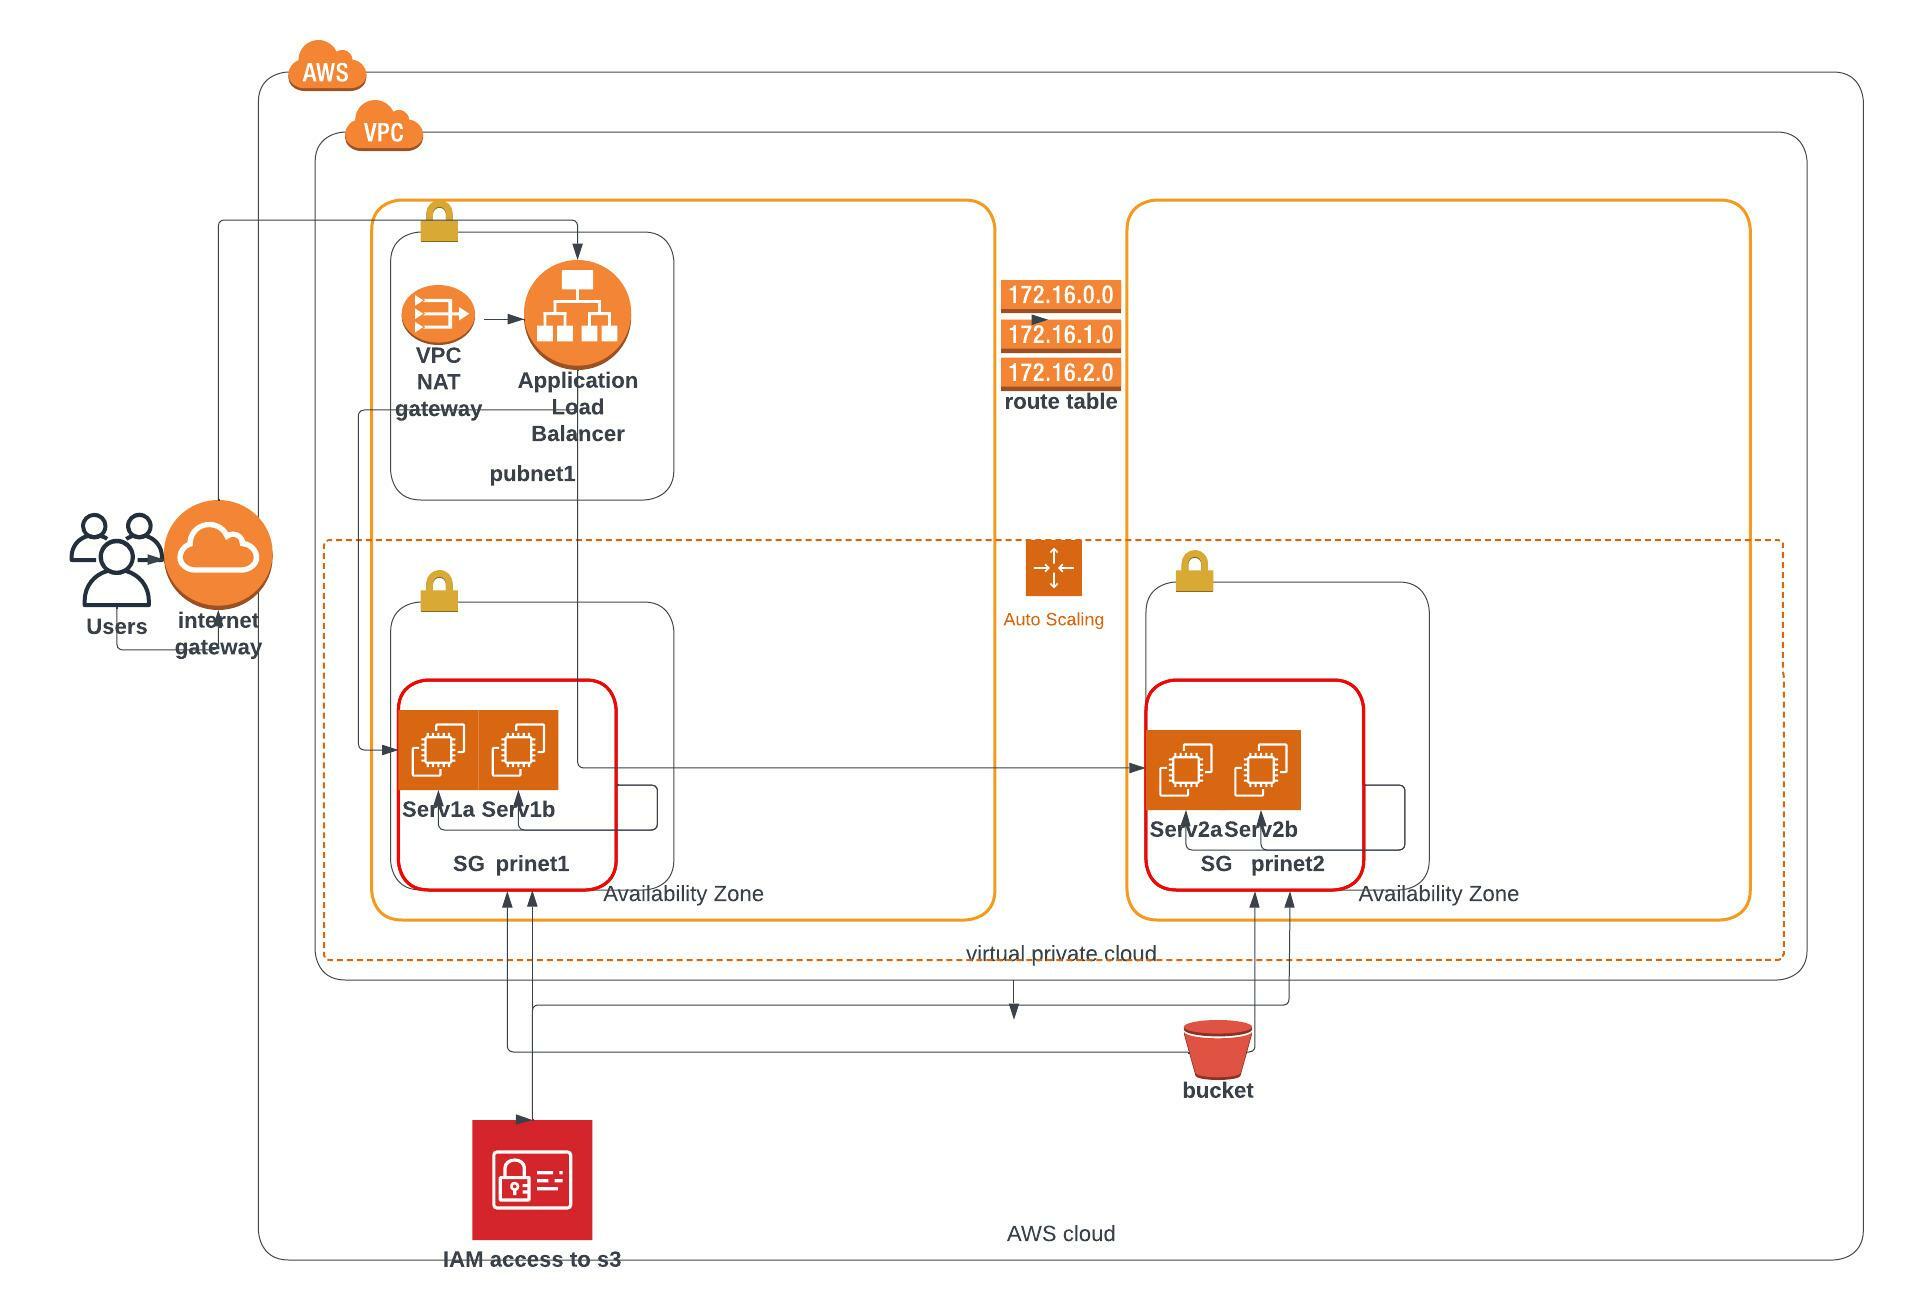 AWS
VPC
172.16.0.0
172.16.1.0
172.16.2.0
route table
VPC
NAT
gateway
Application
Load
Balancer
pubnet1
Users
internet
gateway
Auto Scaling
Serv1a Serv1b
SG prinet1
Availability Zone
Serv2a Serv2b
SG prinet2
Availability Zone
virtual private cloud
bucket
AWS cloud
IAM access to s3